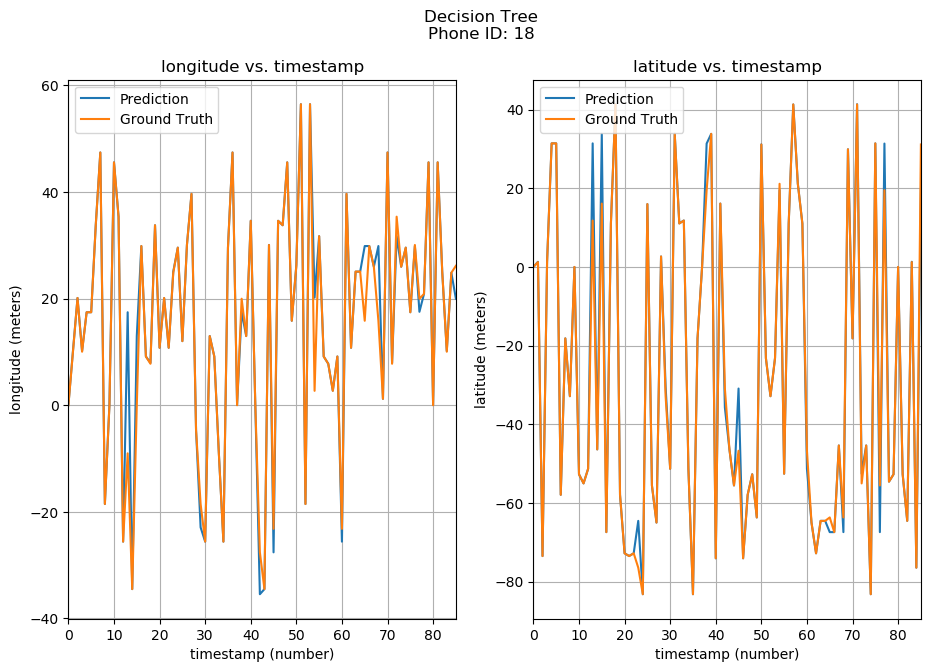 Decision Tree
Phone ID: 18
longitude vs. timestamp
Prediction
Ground Truth
longitude (meters)
60
40
20
0
−20
−40
0 10 20 30 40 50 60 70 80
timestamp (number)
latitude vs. timestamp
Prediction
Ground Truth
latitude (meters)
40
20
0
−20
−40
−60
−80
0 10 20 30 40 50 60 70 80
timestamp (number)